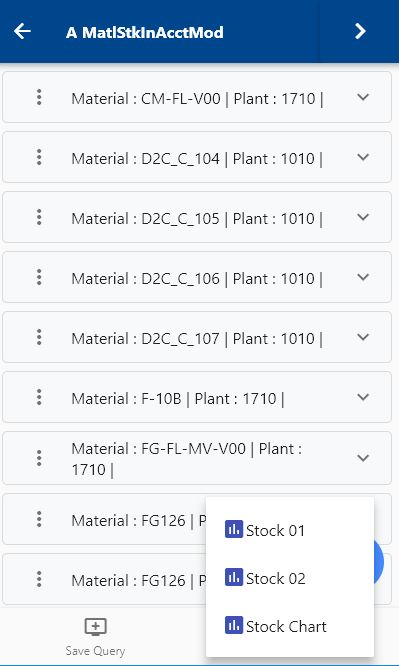 A MatlStkInAcctMod
Material : CM-FL-V00 | Plant : 1710 |
Material : D2C_C_104 | Plant : 1010 |
Material : D2C_C_105 | Plant : 1010 |
Material : D2C_C_106 | Plant : 1010 |
Material : D2C_C_107 | Plant : 1010 |
Material : F-10B | Plant : 1710 |
Material : FG-FL-MV-V00 | Plant :
1710 |
Material : FG126 | P
Material : FG126 | P
Stock 01
Stock 02
Stock Chart
Save Query